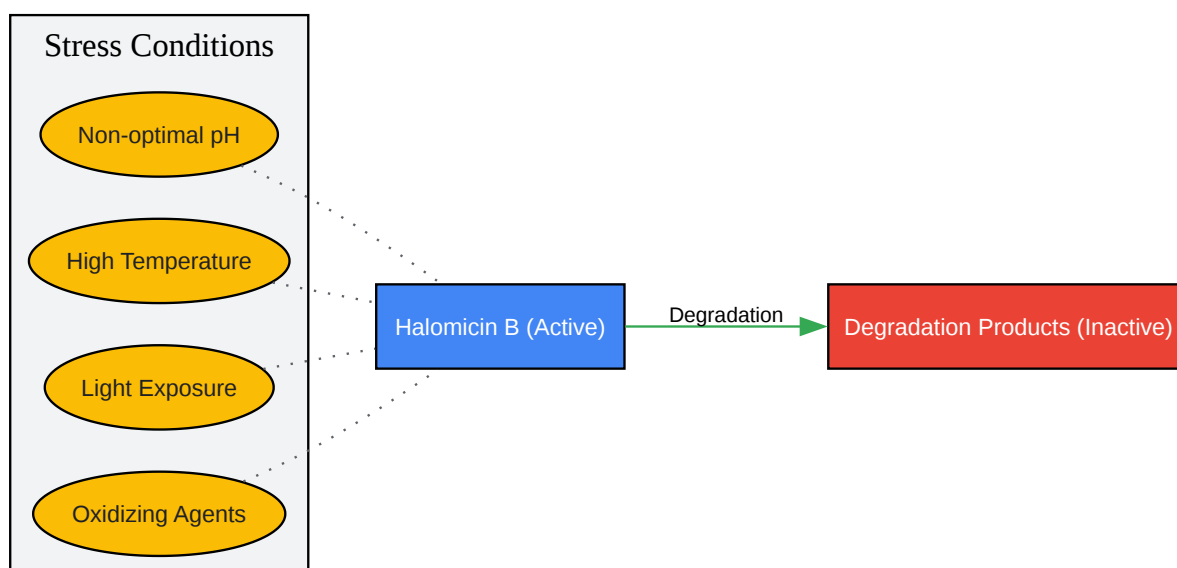 Stress Conditions
Non-optimal pH
High Temperature
Light Exposure
Oxidizing Agents
Halomicin B (Active)
Degradation
Degradation Products (Inactive)